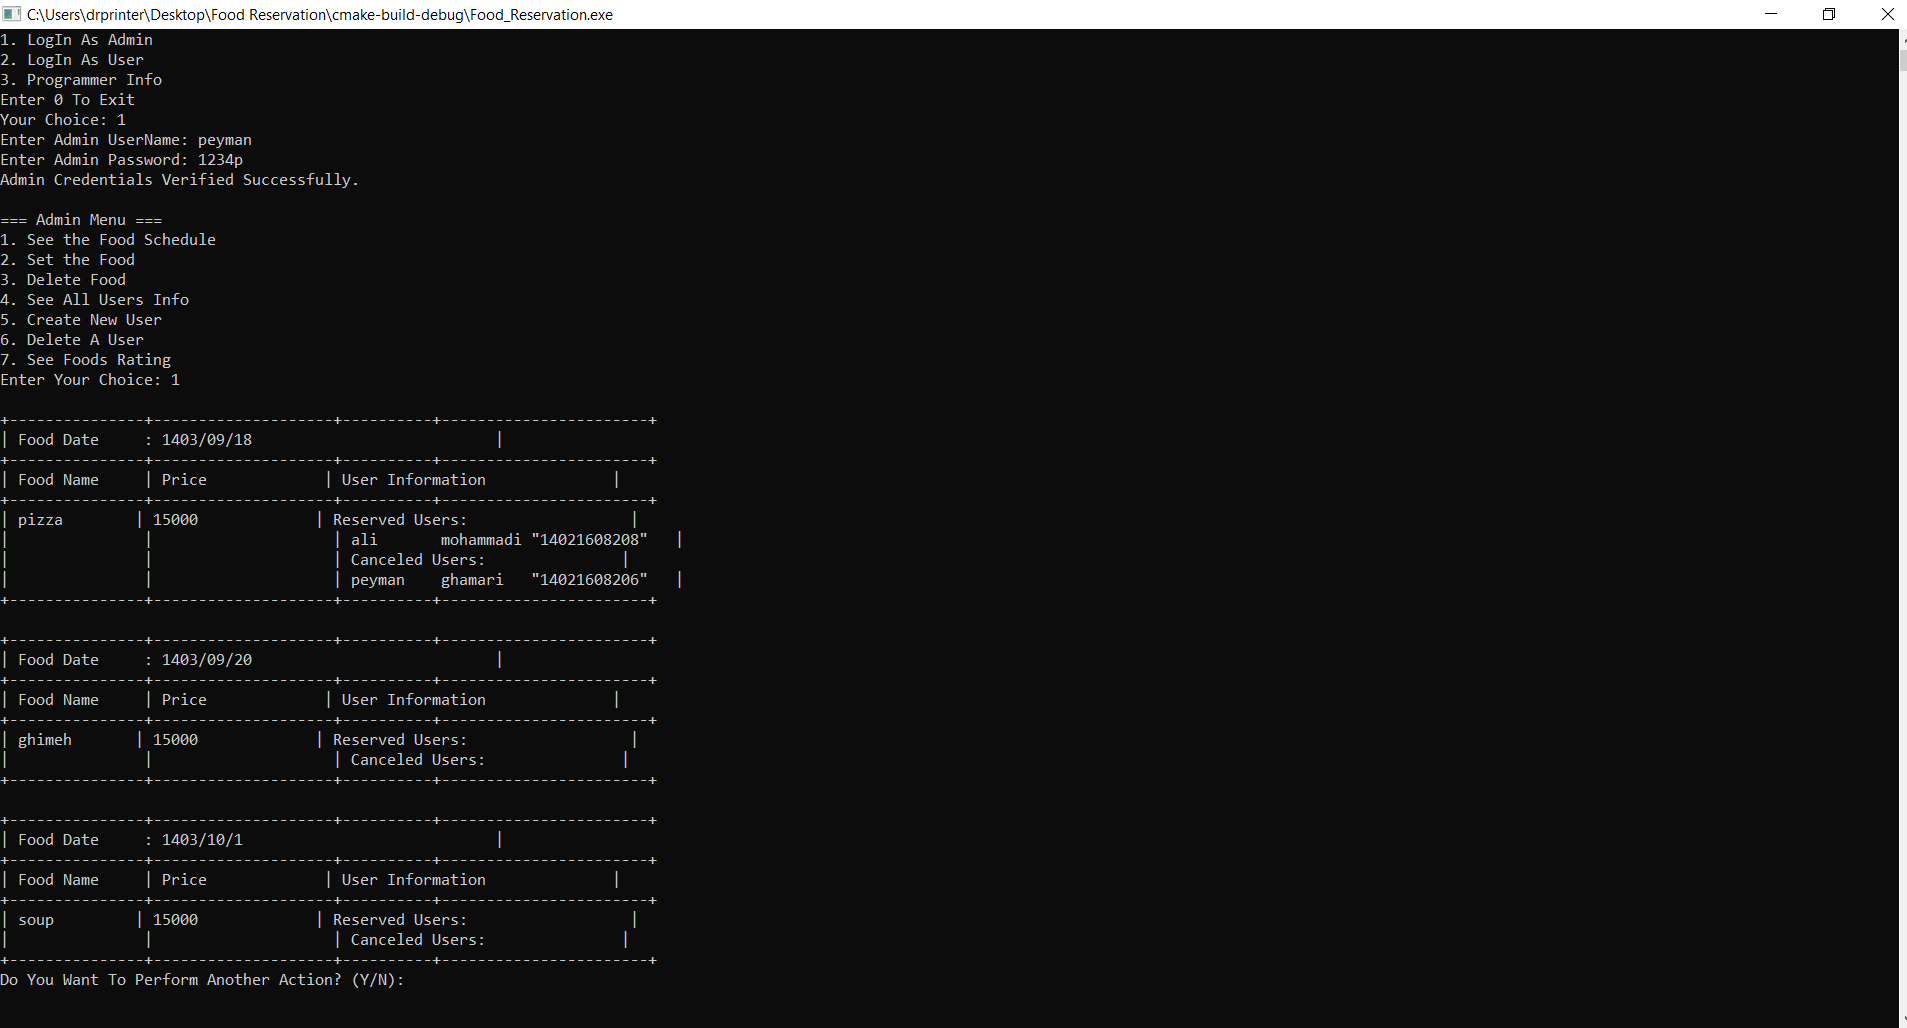 C:\Users\drprinter\Desktop\Food Reservation\cmake-build-debug\Food_Reservation.exe
1. LogIn As Admin
2. LogIn As User
3. Programmer Info
Enter 0 To Exit
Your Choice: 1
Enter Admin UserName: peyman
Enter Admin Password: 1234p
Admin Credentials Verified Successfully.

=== Admin Menu ===
1. See the Food Schedule
2. Set the Food
3. Delete Food
4. See All Users Info
5. Create New User
6. Delete A User
7. See Foods Rating
Enter Your Choice: 1

+---------------+--------------------+----------+-----------------------+
| Food Date     : 1403/09/18                           |
+---------------+--------------------+----------+-----------------------+
| Food Name     | Price             | User Information              |
+---------------+--------------------+----------+-----------------------+
| pizza        | 15000             | Reserved Users:                  |
|               |                    | ali       mohammadi "14021608208"   |
|               |                    | Canceled Users:               |
|               |                    | peyman    ghamari   "14021608206"   |
+---------------+--------------------+----------+-----------------------+

+---------------+--------------------+----------+-----------------------+
| Food Date     : 1403/09/20                           |
+---------------+--------------------+----------+-----------------------+
| Food Name     | Price             | User Information              |
+---------------+--------------------+----------+-----------------------+
| ghimeh       | 15000             | Reserved Users:                  |
|               |                    | Canceled Users:               |
+---------------+--------------------+----------+-----------------------+

+---------------+--------------------+----------+-----------------------+
| Food Date     : 1403/10/1                            |
+---------------+--------------------+----------+-----------------------+
| Food Name     | Price             | User Information              |
+---------------+--------------------+----------+-----------------------+
| soup         | 15000             | Reserved Users:                  |
|               |                    | Canceled Users:               |
+---------------+--------------------+----------+-----------------------+
Do You Want To Perform Another Action? (Y/N):